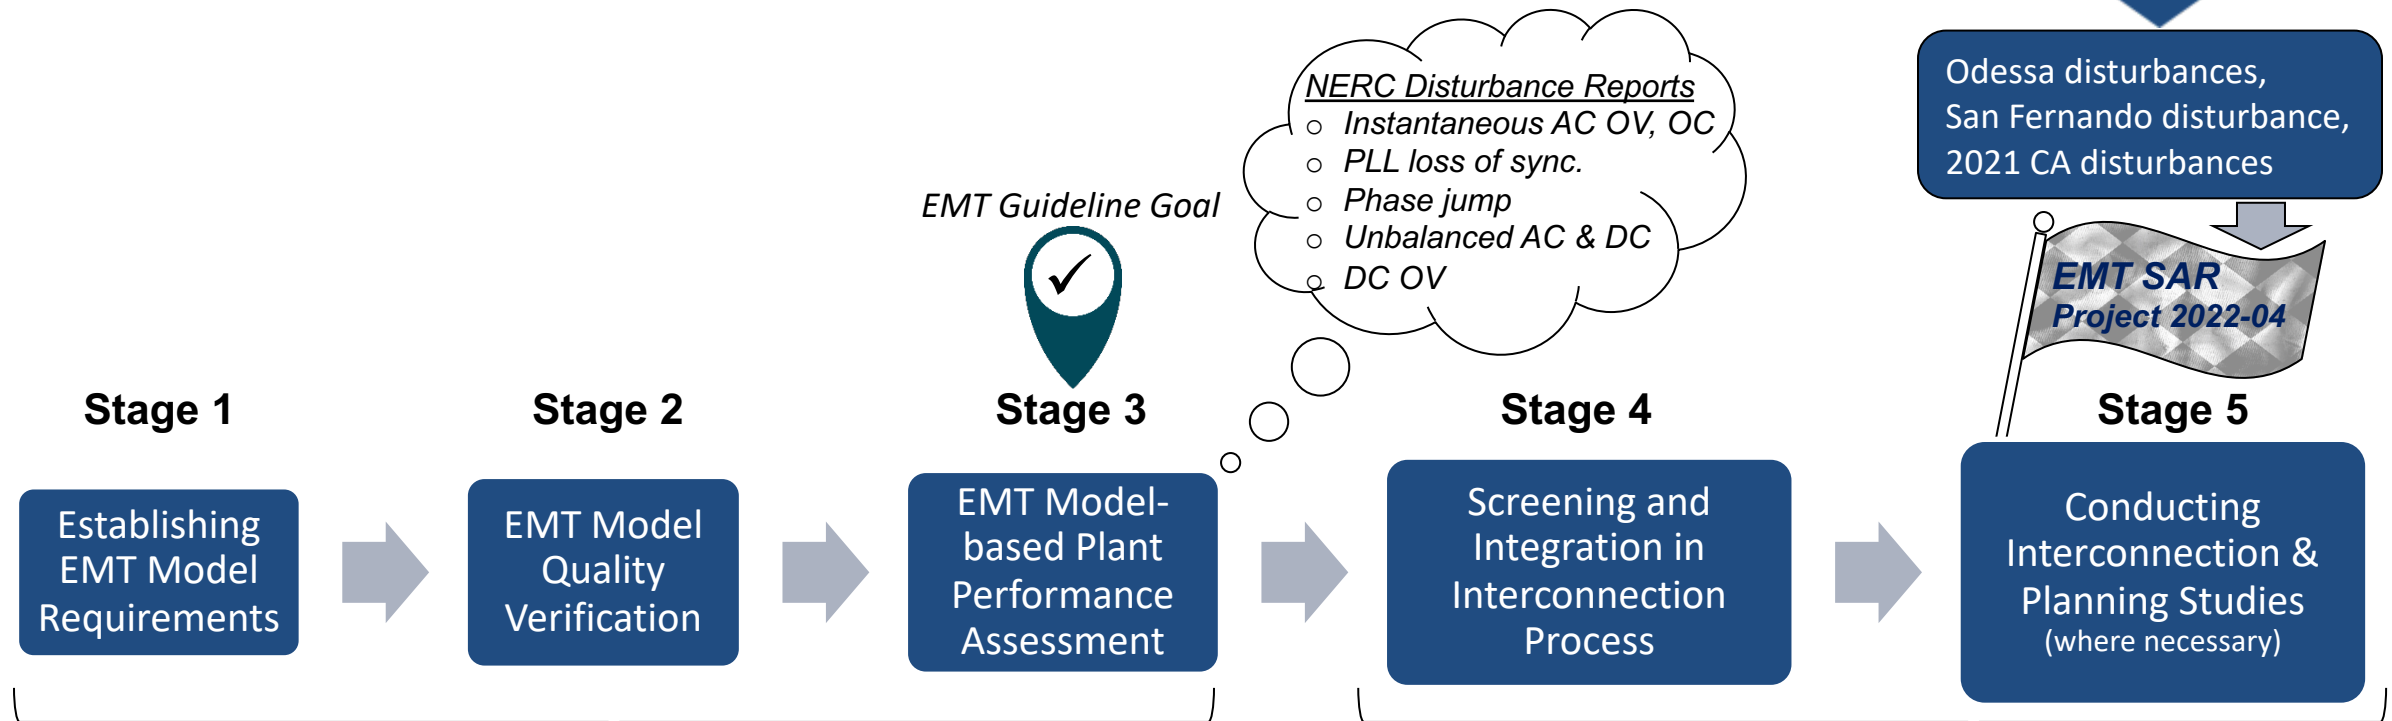 NERC Disturbance Reports
Instantaneous AC OV, OC
PLL loss of sync.
Phase jump
Unbalanced AC & DC
DC OV
Odessa disturbances,
San Fernando disturbance,
2021 CA disturbances
EMT Guideline Goal
EMT SAR
Project 2022-04
Stage 1
Stage 2
Stage 3
Stage 4
Stage 5
Establishing
EMT Model
Requirements
EMT Model
Quality
Verification
EMT Model-
based Plant
Performance
Assessment
Screening and
Integration in
Interconnection
Process
Conducting
Interconnection &
Planning Studies
(where necessary)